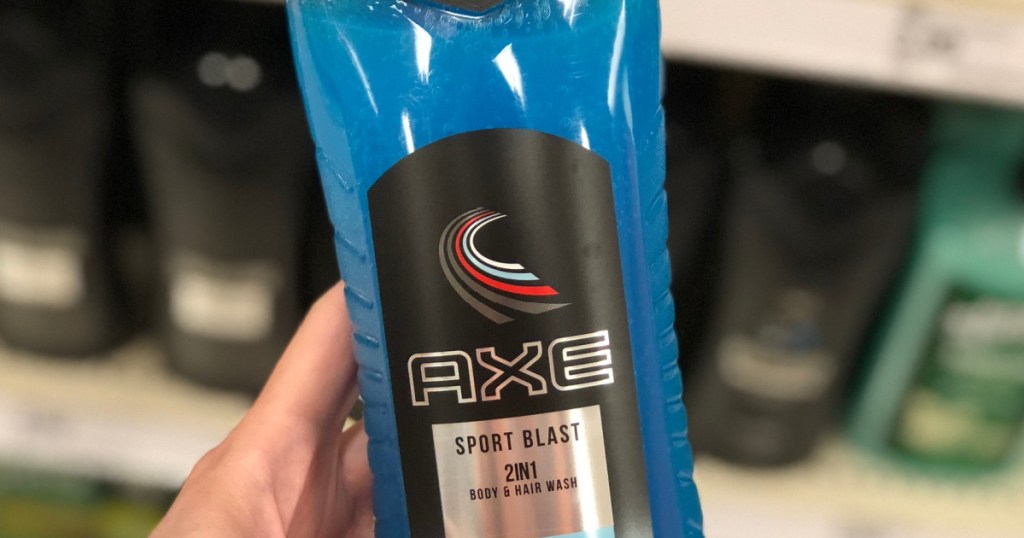 AXE
SPORT BLAST
2IN1
BODY & HAIR WASH